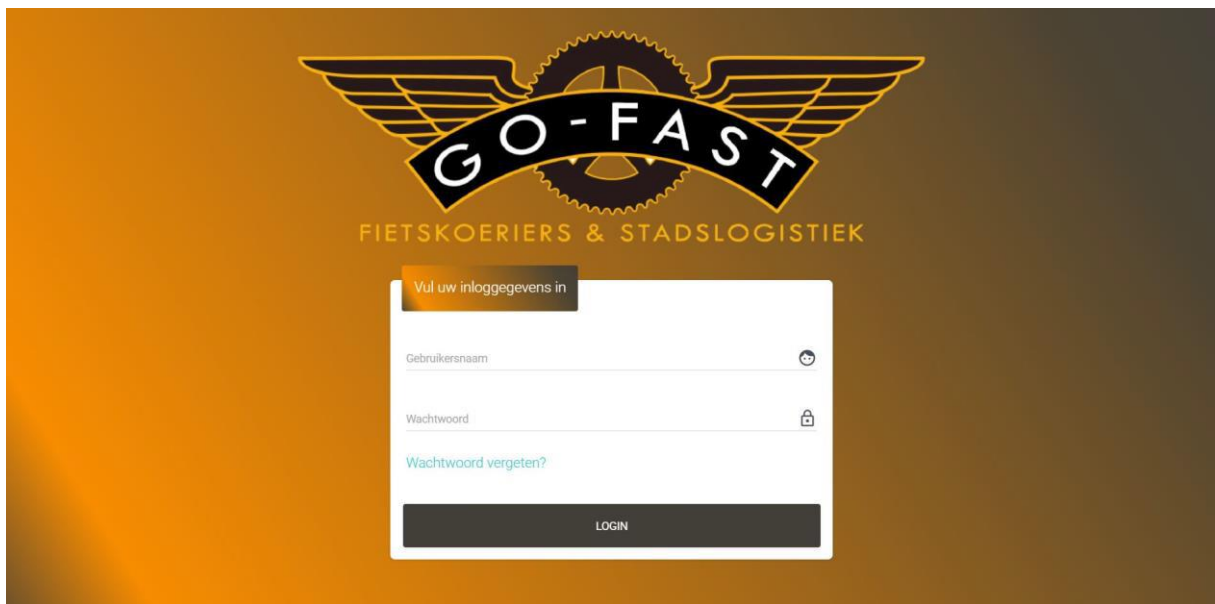 GO-FAST
FIETSKOERIERS & STADSLOGISTIEK
Vul uw inloggegevens in
Gebruikersnaam
Wachtwoord
Wachtwoord vergeten?
LOGIN